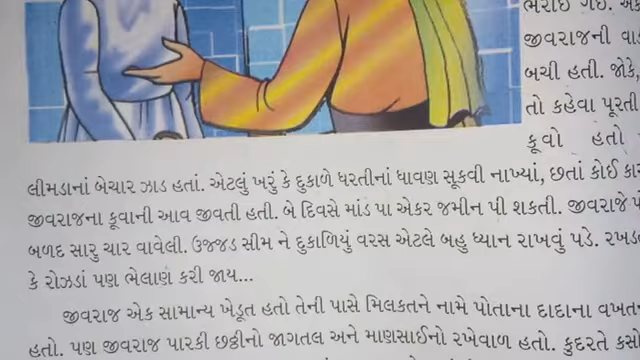 ભરાઈ ગઈ.
જીવરાજની
બચી હતી. જોકે,
તો કહેવા પૂરતી
કૂવો હતો
લીમડાનાં બેચાર ઝાડ હતાં. એટલું ખરું કે દુકાળે ધરતીનાં ધાવણ સૂકવી નાખ્યાં, છતાં કોઈ
જીવરાજના કૂવાની આવ જીવતી હતી. બે દિવસે માંડ પા એકર જમીન પી શકતી. જીવરાજે
બળદ સારુ ચાર વાવેલી. ઉજ્જડ સીમ ને દુકાળિયું વરસ એટલે બહુ ધ્યાન રાખવું પડે.
કે રોઝડાં પણ ભેલાણ કરી જાય...
જીવરાજ એક સામાન્ય ખેડૂત હતો તેની પાસે મિલકતને નામે પોતાના દાદાના
હતો. પણ જીવરાજ પારકી છઠ્ઠીનો જાગતલ અને માણસાઈનો રખેવાળ હતો. કુદરતે